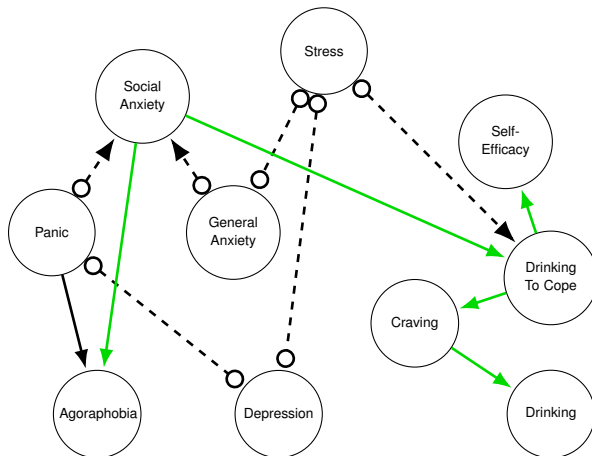 Stress
Social
Anxiety
Self-
Efficacy
Panic
General
Anxiety
Drinking
To Cope
Craving
Agoraphobia
Depression
Drinking